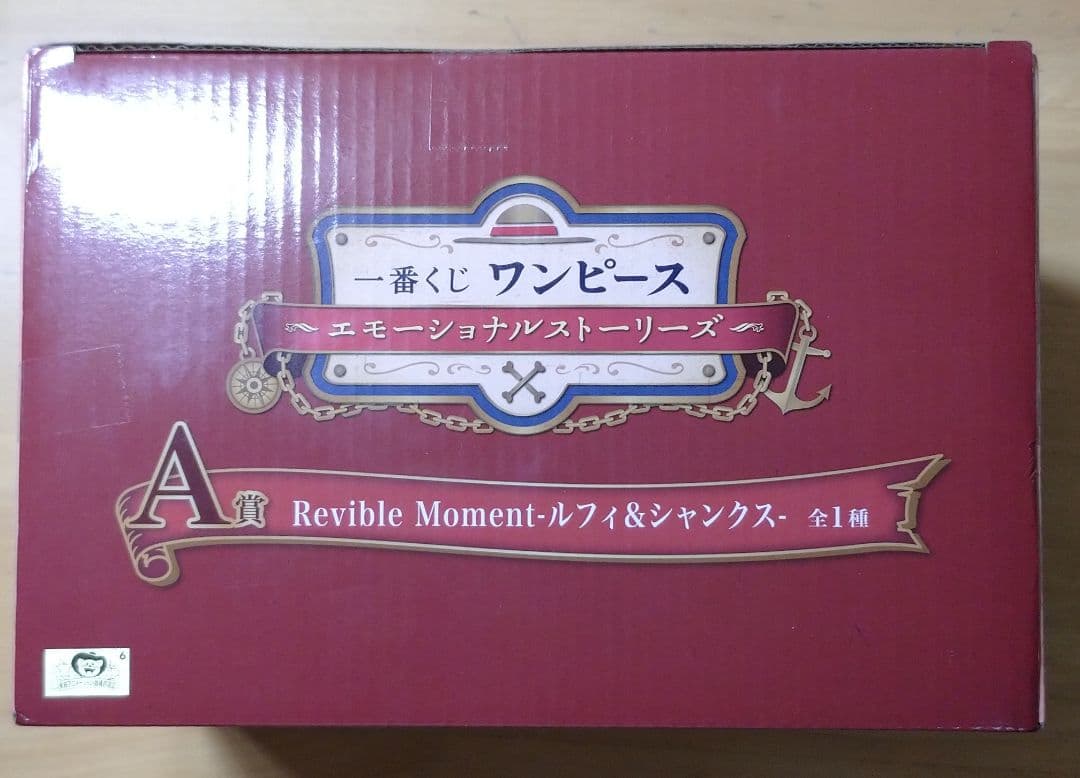 一番くじ ワンピース
～エモーショナルストーリーズ～
A賞 Revible Moment-ルフィ&シャンクス- 全1種
6